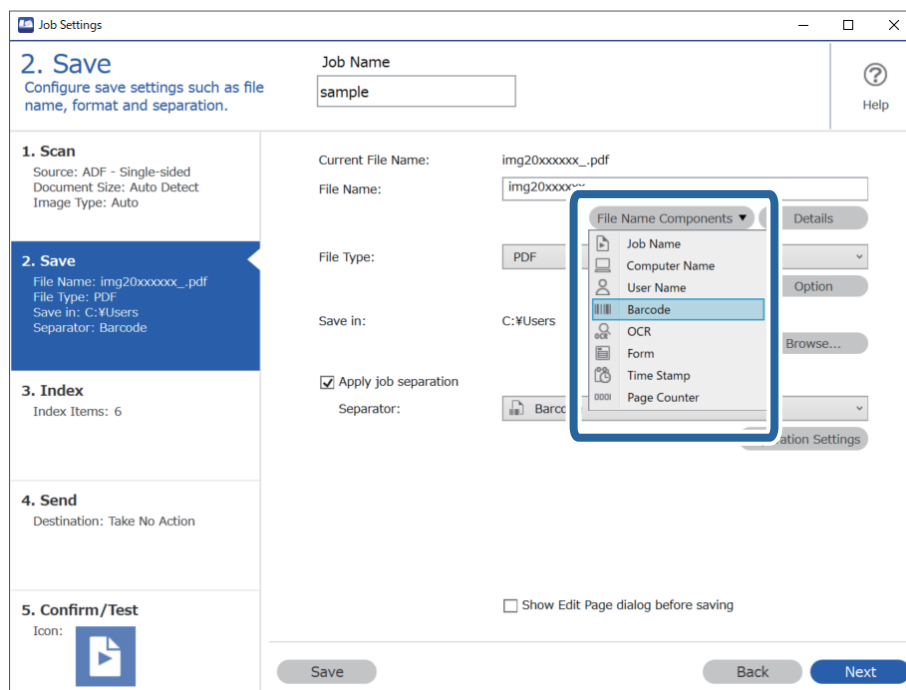 Job Settings
2. Save
Configure save settings such as file
name, format and separation.
Job Name
sample
Help
1. Scan
Source: ADF - Single-sided
Document Size: Auto Detect
Image Type: Auto
2. Save
File Name: img20xxxxxx_.pdf
File Type: PDF
Save in: C:¥Users
Separator: Barcode
3. Index
Index Items: 6
4. Send
Destination: Take No Action
5. Confirm/Test
Icon:
Current File Name: img20xxxxxx_.pdf
File Name: img20xxxxxx
File Name Components ▼ Details
Job Name
Computer Name
User Name
Barcode
OCR OCR
Form
Time Stamp
0001 Page Counter
File Type: PDF
Option
Save in: C:¥Users
Browse...
Apply job separation
Separator:
Settings
Show Edit Page dialog before saving
Save Back Next